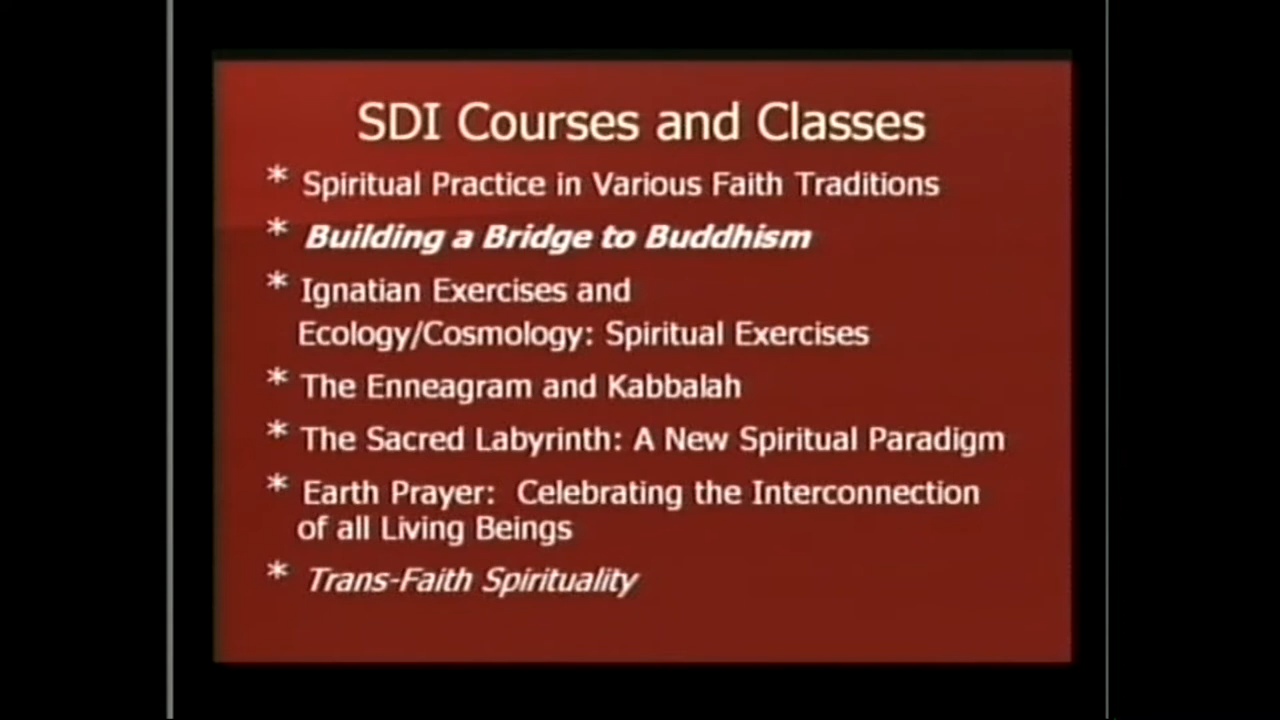 SDI Courses and Classes
* Spiritual Practice in Various Faith Traditions
* Building a Bridge to Buddhism
* Ignatian Exercises and
Ecology/Cosmology: Spiritual Exercises
* The Enneagram and Kabbalah
* The Sacred Labyrinth: A New Spiritual Paradigm
* Earth Prayer: Celebrating the Interconnection
of all Living Beings
* Trans-Faith Spirituality